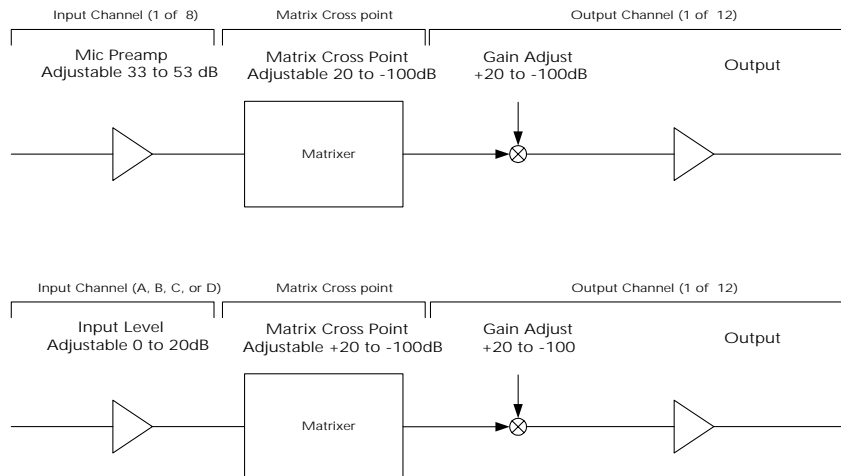 Input Channel (1 of 8)
Matrix Cross point
Output Channel (1 of 12)
Mic Preamp
Adjustable 33 to 53 dB
Matrix Cross Point
Adjustable 20 to -100dB
Gain Adjust
+20 to -100dB
Output
Matrixer
Input Channel (A, B, C, or D)
Matrix Cross point
Output Channel (1 of 12)
Input Level
Adjustable 0 to 20dB
Matrix Cross Point
Adjustable +20 to -100dB
Gain Adjust
+20 to -100
Output
Matrixer